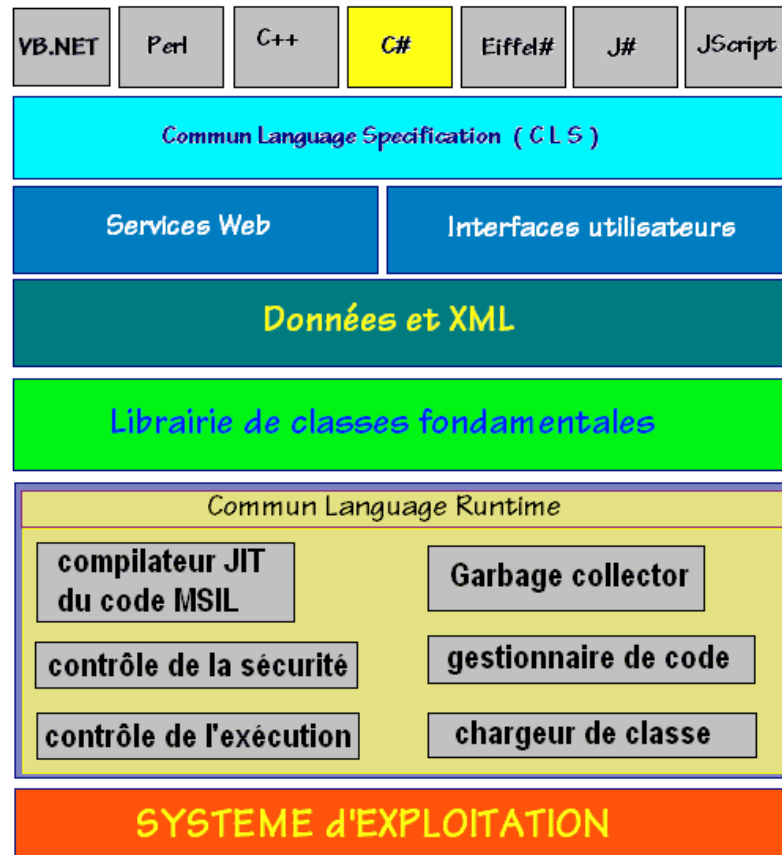 VB.NET Perl C++ C# Eiffel# J# JScript
Commun Language Specification ( C L S )
Services Web Interfaces utilisateurs
Données et XML
Librairie de classes fondamentales
Commun Language Runtime
compilateur JIT
du code MSIL
Garbage collector
contrôle de la sécurité
gestionnaire de code
contrôle de l'exécution
chargeur de classe
SYSTEME d'EXPLOITATION